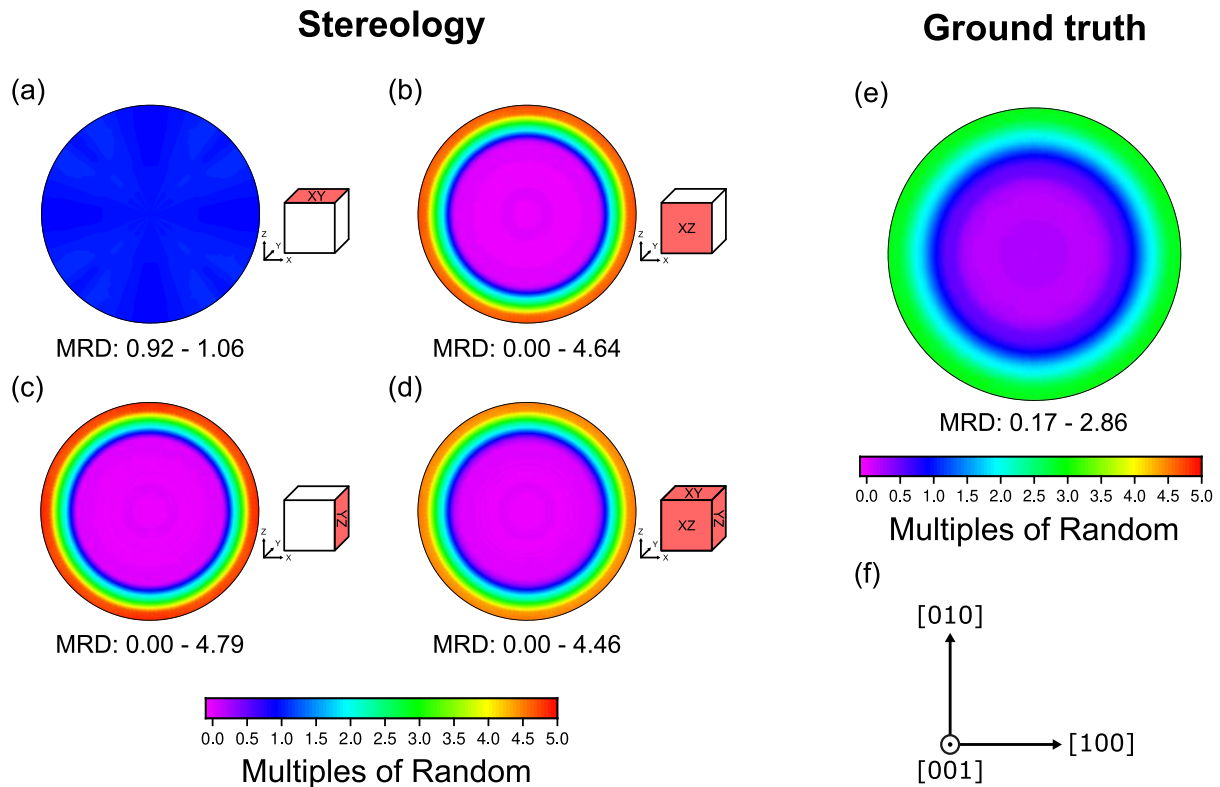 Stereology
Ground truth
(a)
XY
Z
Y
X
MRD: 0.92 - 1.06
(b)
XZ
Z
Y
X
MRD: 0.00 - 4.64
(c)
YZ
Z
Y
X
MRD: 0.00 - 4.79
(d)
XY
XZ
YZ
Z
Y
X
MRD: 0.00 - 4.46
0.0 0.5 1.0 1.5 2.0 2.5 3.0 3.5 4.0 4.5 5.0
Multiples of Random
(e)
MRD: 0.17 - 2.86
0.0 0.5 1.0 1.5 2.0 2.5 3.0 3.5 4.0 4.5 5.0
Multiples of Random
(f)
[010]
[100]
[001]